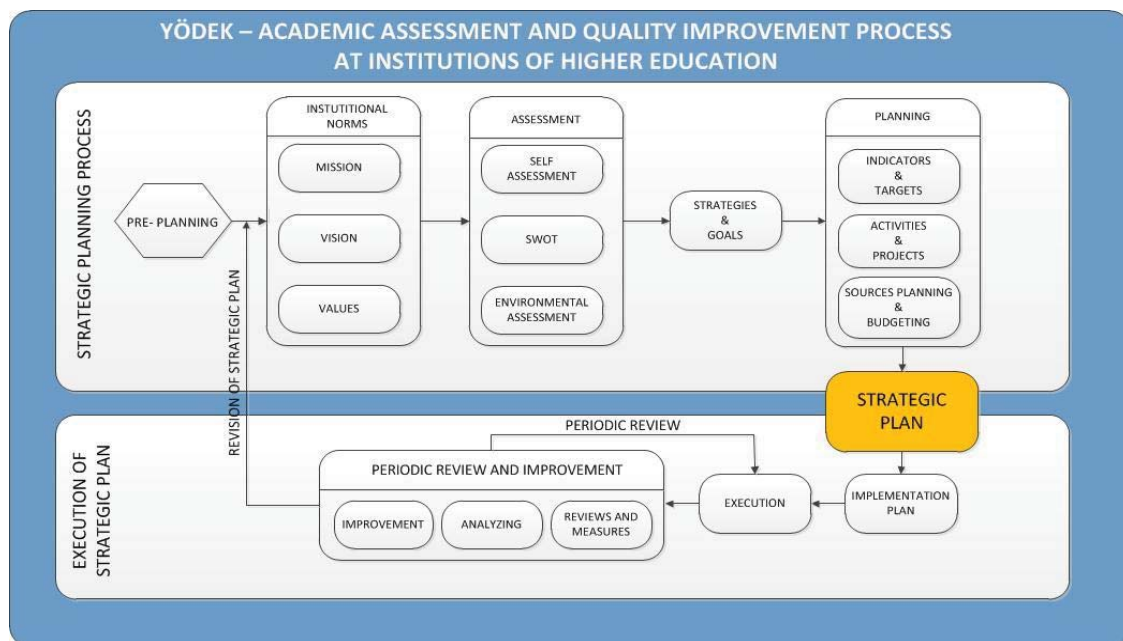 YÖDEK – ACADEMIC ASSESSMENT AND QUALITY IMPROVEMENT PROCESS
AT INSTITUTIONS OF HIGHER EDUCATION
STRATEGIC PLANNING PROCESS
PRE- PLANNING
INSTUTITIONAL
NORMS
MISSION
VISION
VALUES
ASSESSMENT
SELF
ASSESSMENT
SWOT
ENVIRONMENTAL
ASSESSMENT
STRATEGIES
&
GOALS
PLANNING
INDICATORS
&
TARGETS
ACTIVITIES
&
PROJECTS
SOURCES PLANNING
&
BUDGETING
STRATEGIC
PLAN
REVISION OF STRATEGIC PLAN
EXECUTION OF
STRATEGIC PLAN
PERIODIC REVIEW
PERIODIC REVIEW AND IMPROVEMENT
IMPROVEMENT
ANALYZING
REVIEWS AND
MEASURES
EXECUTION
IMPLEMENTATION
PLAN